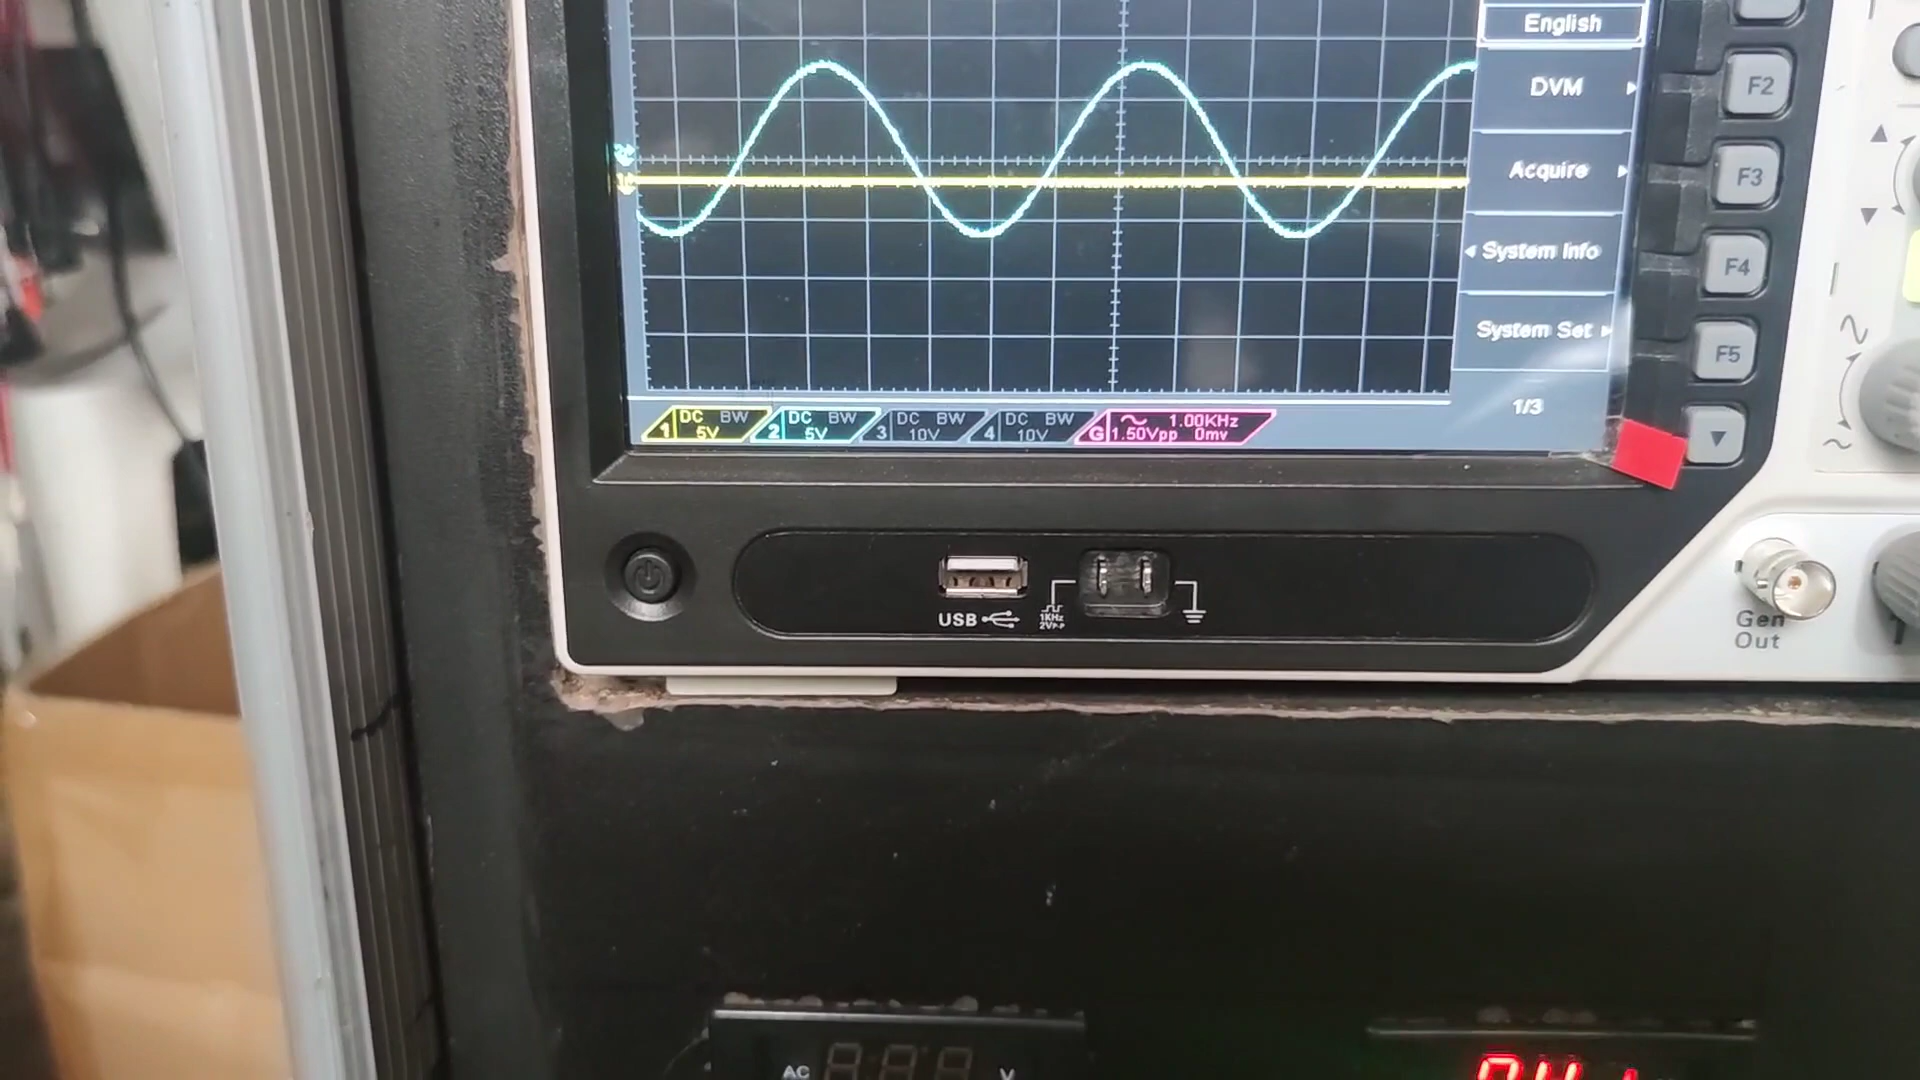 English
DVM
F2
Acquire
F3
System Info
F4
System Set
F5
1/3
1 DC BW 5V
2 DC BW 5V
3 DC BW 10V
4 DC BW 10V
G 1.00KHz
1.50Vpp 0mv
USB
1KHz
2Vp-p
Gen
Out
AC
V